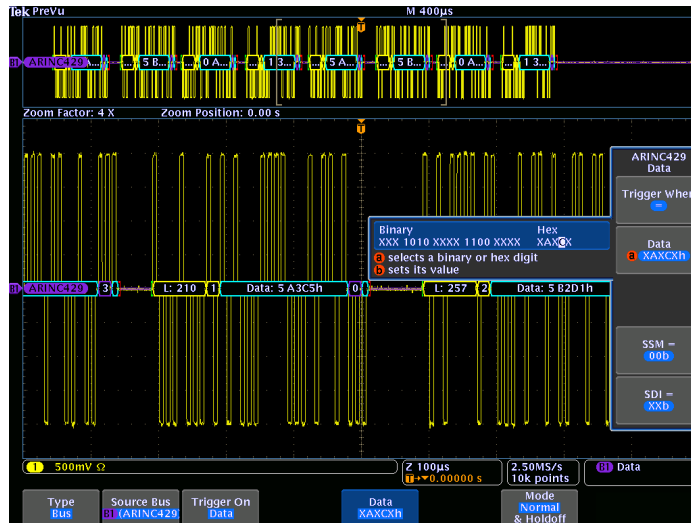 Tek PreVu M 400µs
B1 ARINC429 A... ... 5 B... ... 0 A... ... 1 3... ... 5 A... ... 5 B... ... 0 A... ... 1 3...
Zoom Factor: 4 X Zoom Position: 0.00 s
T
ARINC429
Data
Trigger When
=
Binary Hex
XXX 1010 XXXX 1100 XXXX XAXCX
a selects a binary or hex digit
b sets its value
Data
a XAXCXh
B1 ARINC429 3 L: 210 1 Data: 5A3C5h 0 L: 257 2 Data: 5B2D1h
SSM =
00b
SDI =
XXb
1 500mV Ω
Z 100µs
T→▾0.00000 s
2.50MS/s
10k points
B1 Data
Type
Bus
Source Bus
B1 (ARINC429)
Trigger On
Data
Data
XAXCXh
Mode
Normal
& Holdoff